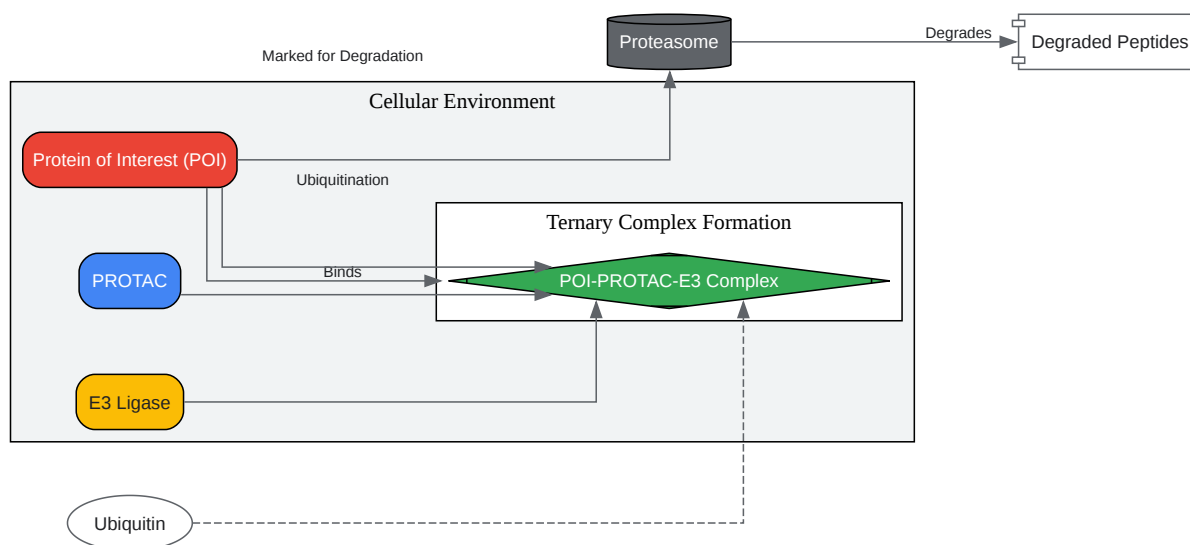 Proteasome
Degrades
Degraded Peptides
Marked for Degradation
Cellular Environment
Protein of Interest (POI)
Ubiquitination
Ternary Complex Formation
PROTAC
Binds
POI-PROTAC-E3 Complex
E3 Ligase
Ubiquitin